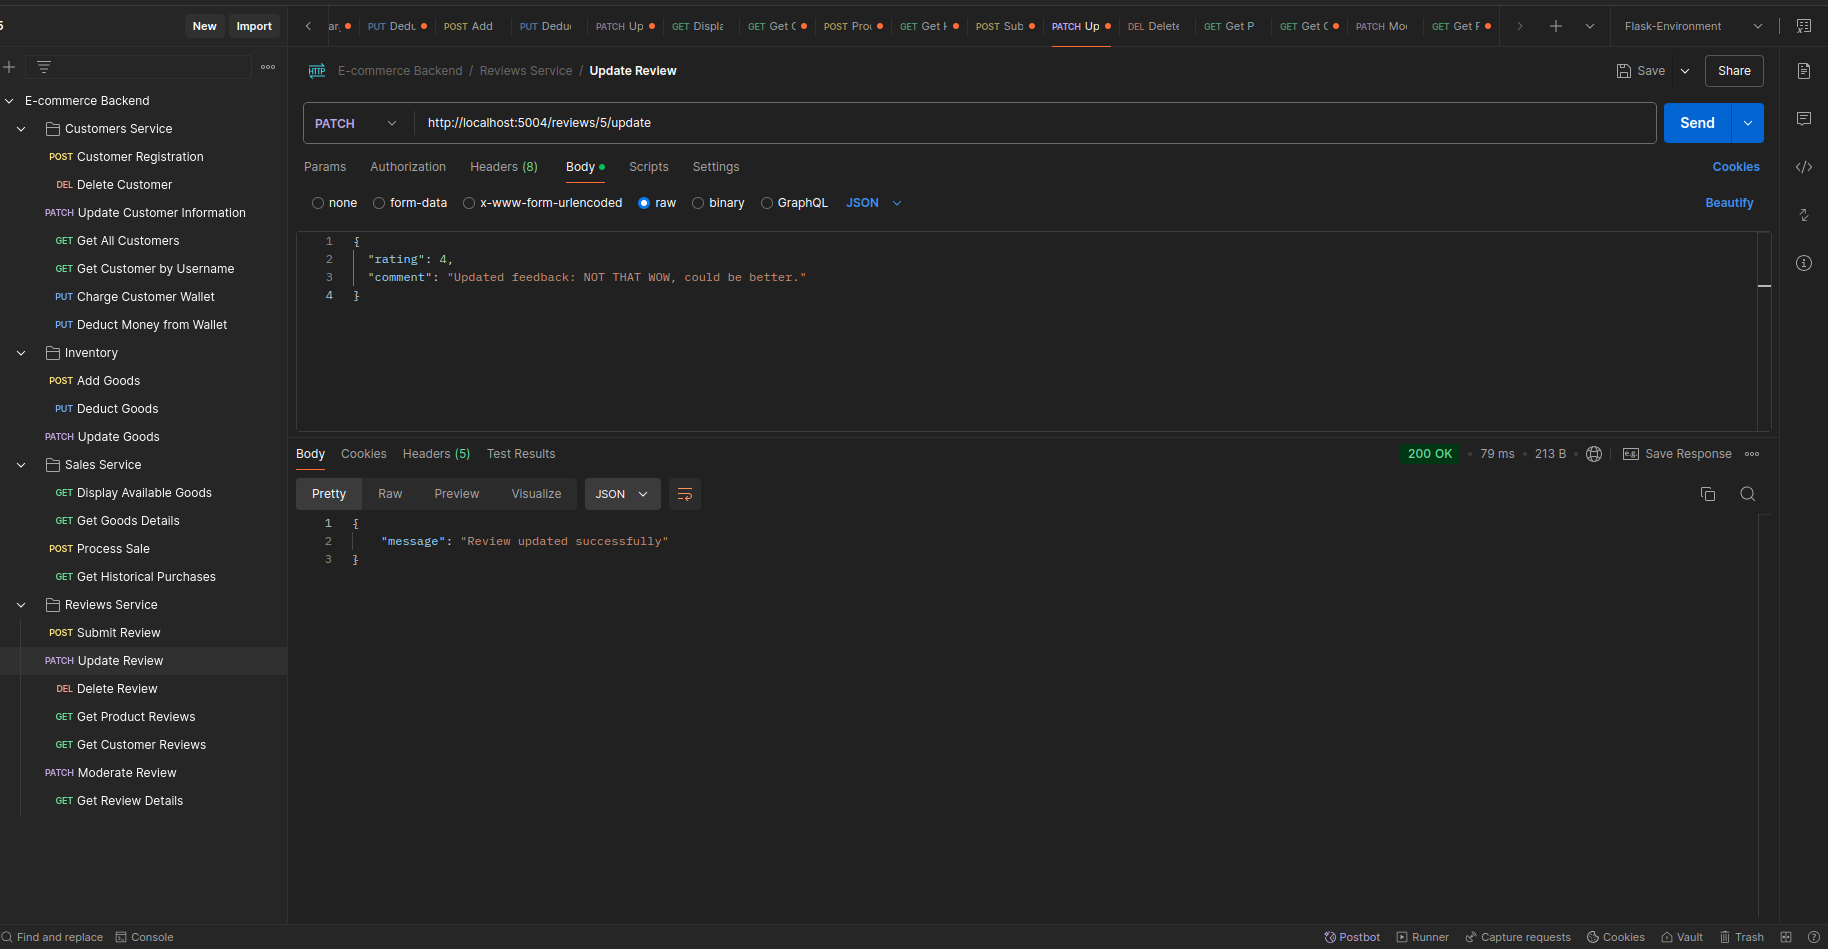 5 New Import
PUT Dedu POST Add PUT Dedu PATCH Up GET Displa GET Get C POST Proc GET Get H POST Sub PATCH Up DEL Delete GET Get P GET Get C PATCH Mo GET Get F Flask-Environment
E-commerce Backend / Reviews Service / Update Review Save Share
PATCH http://localhost:5004/reviews/5/update Send
Params Authorization Headers (8) Body Scripts Settings Cookies
none form-data x-www-form-urlencoded raw binary GraphQL JSON Beautify
1 {
2 "rating": 4,
3 "comment": "Updated feedback: NOT THAT WOW, could be better."
4 }
Body Cookies Headers (5) Test Results 200 OK 79 ms 213 B e.g. Save Response
Pretty Raw Preview Visualize JSON
1 {
2 "message": "Review updated successfully"
3 }
E-commerce Backend
Customers Service
POST Customer Registration
DEL Delete Customer
PATCH Update Customer Information
GET Get All Customers
GET Get Customer by Username
PUT Charge Customer Wallet
PUT Deduct Money from Wallet
Inventory
POST Add Goods
PUT Deduct Goods
PATCH Update Goods
Sales Service
GET Display Available Goods
GET Get Goods Details
POST Process Sale
GET Get Historical Purchases
Reviews Service
POST Submit Review
PATCH Update Review
DEL Delete Review
GET Get Product Reviews
GET Get Customer Reviews
PATCH Moderate Review
GET Get Review Details
Find and replace Console Postbot Runner Capture requests Cookies Vault Trash